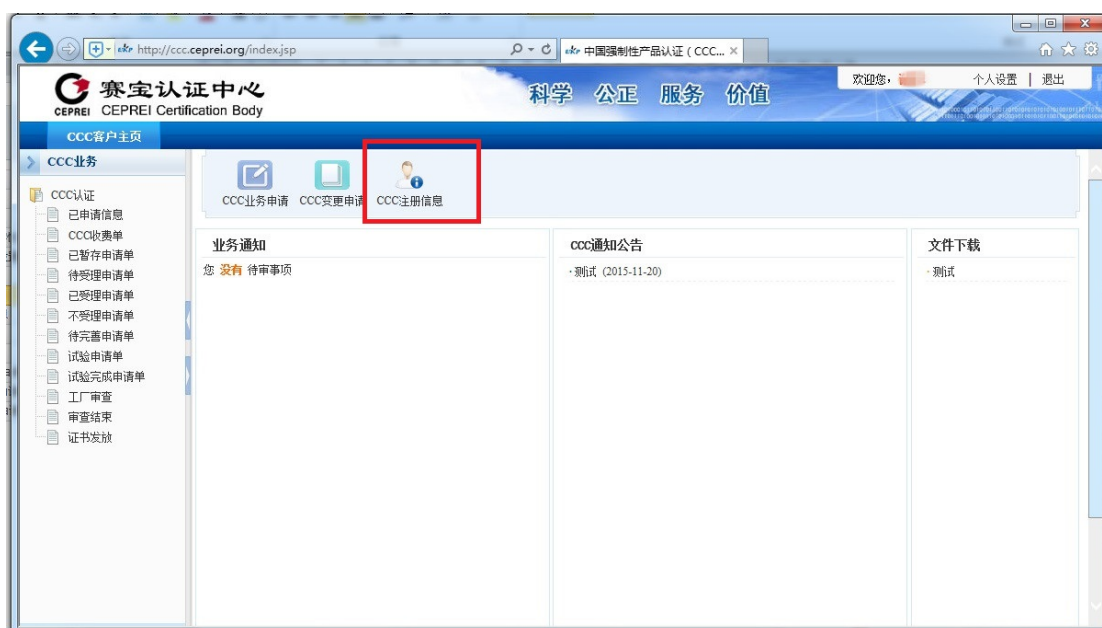 http://ccc.ceprei.org/index.jsp
中国强制性产品认证 ( CCC...
赛宝认证中心
CEPREI CEPREI Certification Body
科学 公正 服务 价值
欢迎您，
个人设置 | 退出
CCC客户主页
CCC业务
CCC认证
已申请信息
CCC收费单
已暂存申请单
待受理申请单
已受理申请单
不受理申请单
待完善申请单
试验申请单
试验完成申请单
工厂审查
审查结束
证书发放
CCC业务申请 CCC变更申请 CCC注册信息
业务通知
您 没有 待审事项
ccc通知公告
·测试 (2015-11-20)
文件下载
·测试